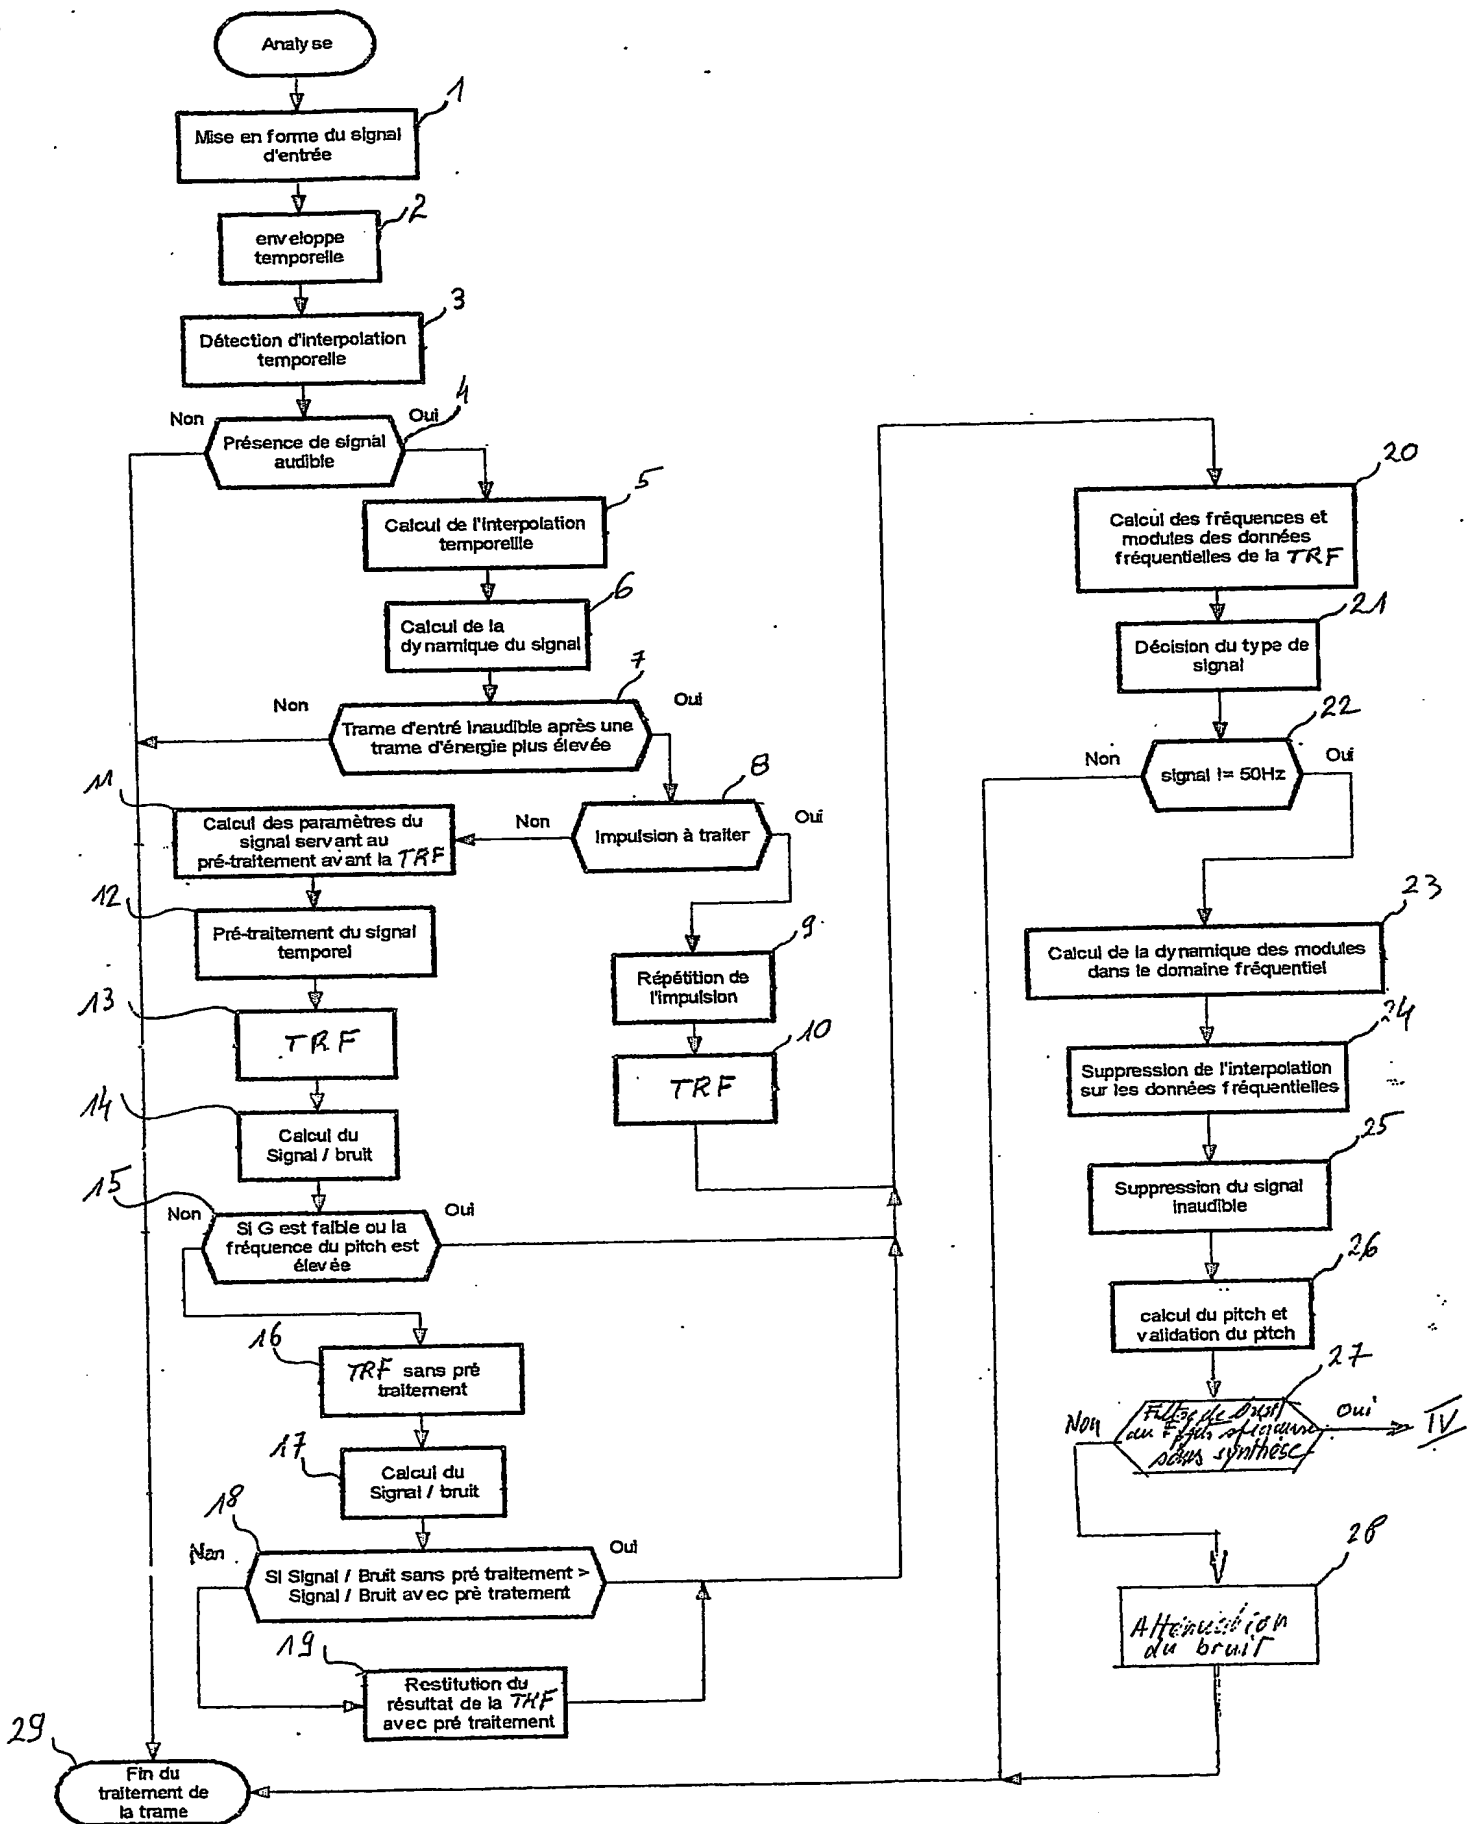 Analyse
1
Mise en forme du signal
d'entrée
2
enveloppe
temporelle
3
Détection d'interpolation
temporelle
4
Non
Oui
Présence de signal
audible
5
Calcul de l'interpolation
temporeille
6
Calcul de la
dynamique du signal
7
Non
Oui
Trame d'entré inaudible après une
trame d'énergie plus élevée
8
Non
Oui
Impulsion à traiter
11
Calcul des paramètres du
signal servant au
pré-traitement avant la TRF
12
Pré-traitement du signal
temporel
9
Répétition de
l'impulsion
13
TRF
10
TRF
14
Calcul du
Signal / bruit
15
Non
Oui
Si G est faible ou la
fréquence du pitch est
élevée
16
TRF sans pré
traitement
17
Calcul du
Signal / bruit
18
Nan
Oui
Si Signal / Bruit sans pré traitement >
Signal / Bruit avec prè tratement
19
Restitution du
résultat de la TRF
avec pré traitement
29
Fin du
traitement de
la trame
20
Calcul des fréquences et
modules des données
fréquentielles de la TRF
21
Décision du type de
signal
22
Non
Oui
signal != 50Hz
23
Calcul de la dynamique des modules
dans le domaine fréquentiel
24
Suppression de l'interpolation
sur les données fréquentielles
25
Suppression du signal
inaudible
26
calcul du pitch et
validation du pitch
27
Non
Oui
IV
Filtre de
sans synthèse
28
Atténuation
du bruit